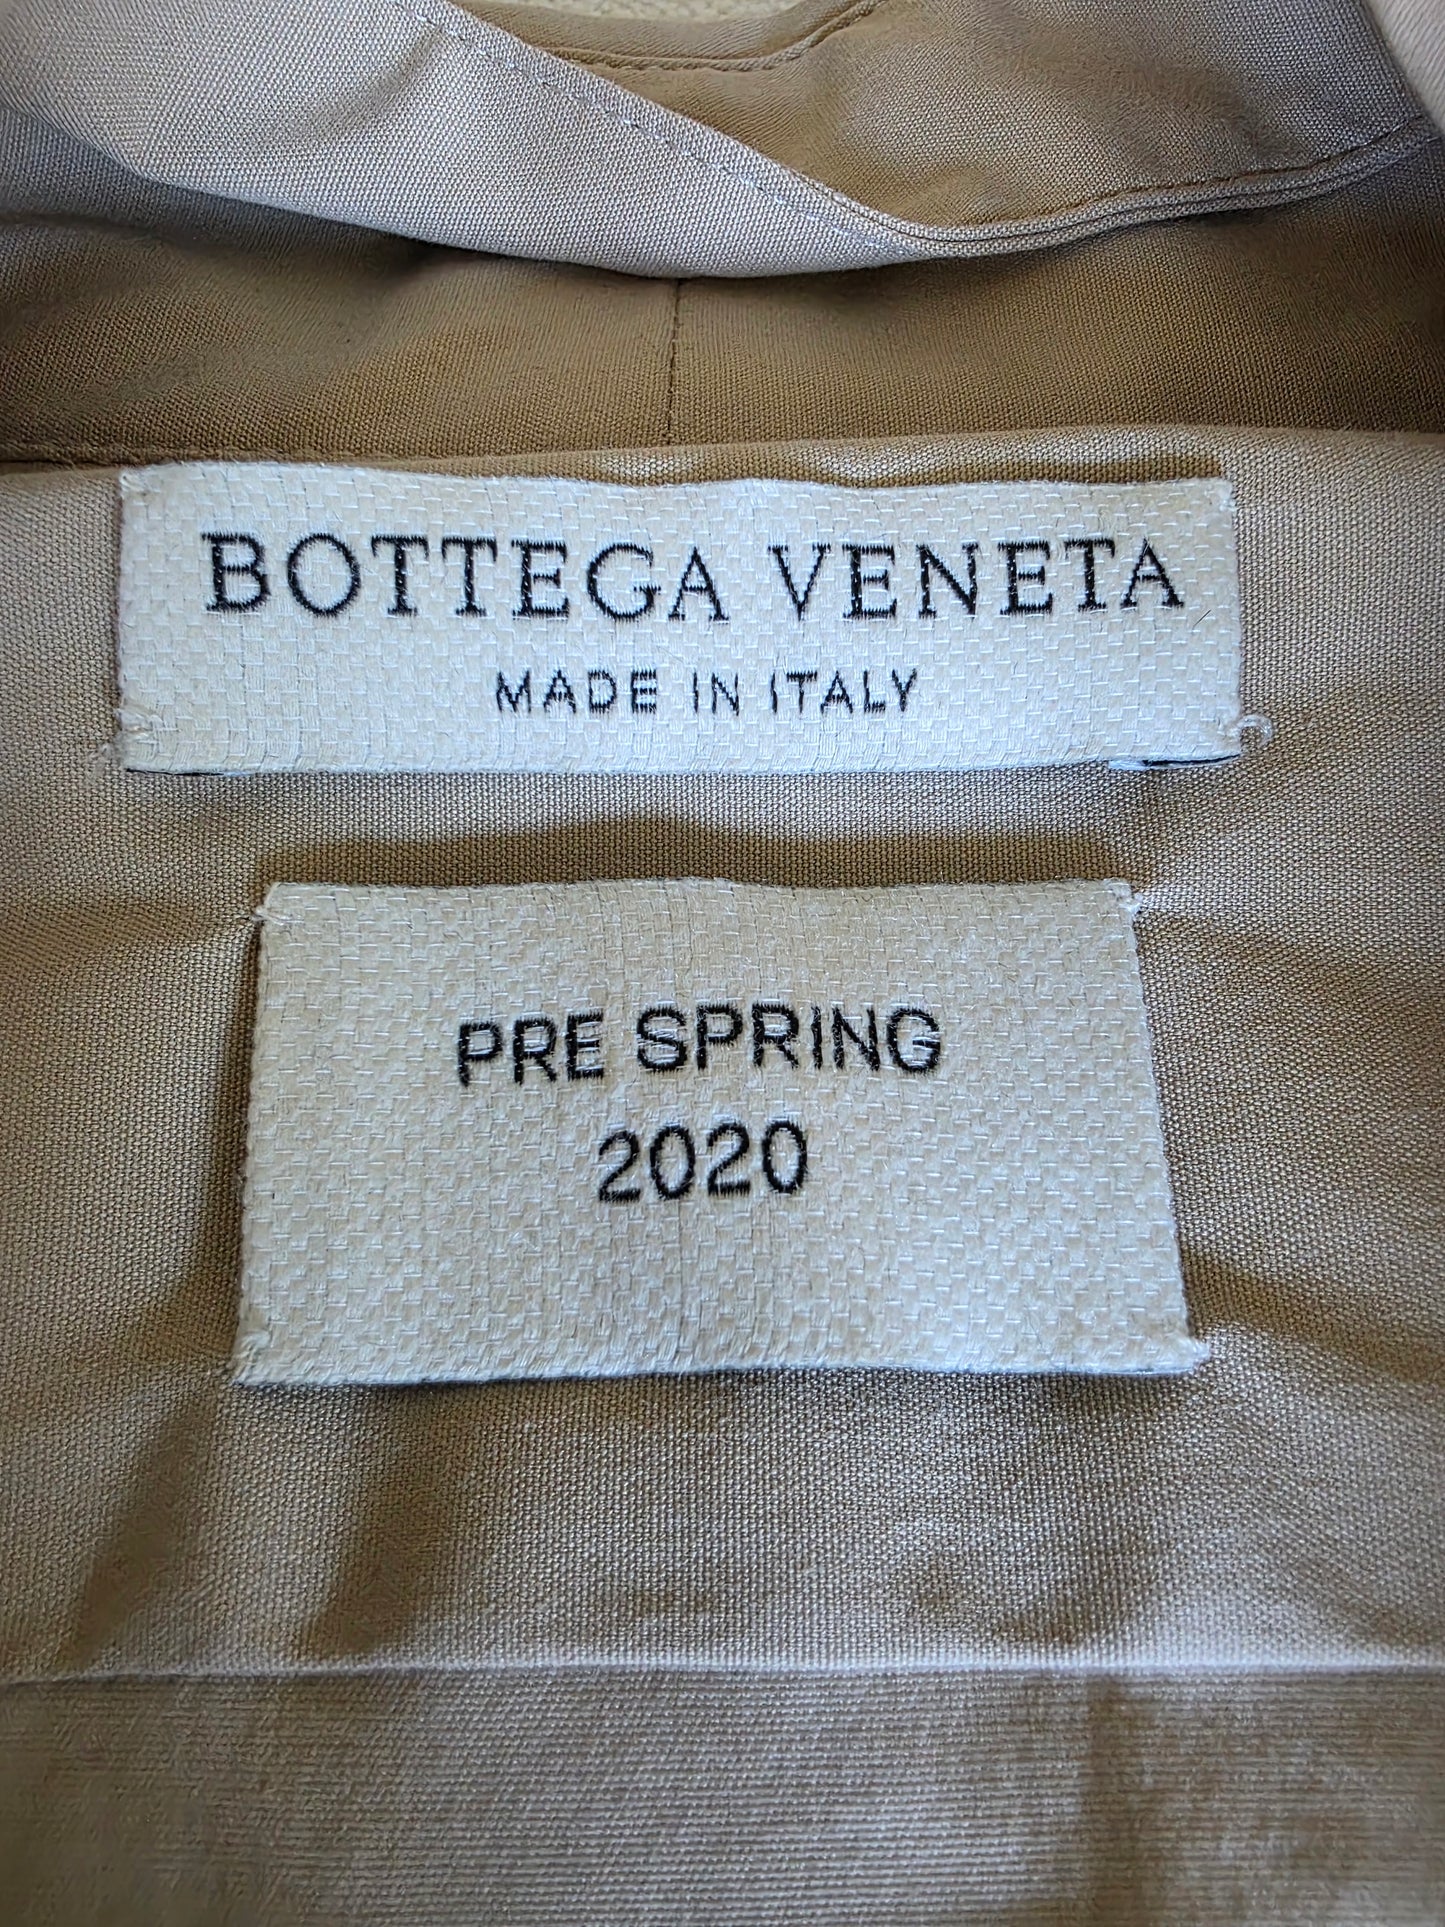 BOTTEGA VENETA
MADE IN ITALY
PRE SPRING
2020